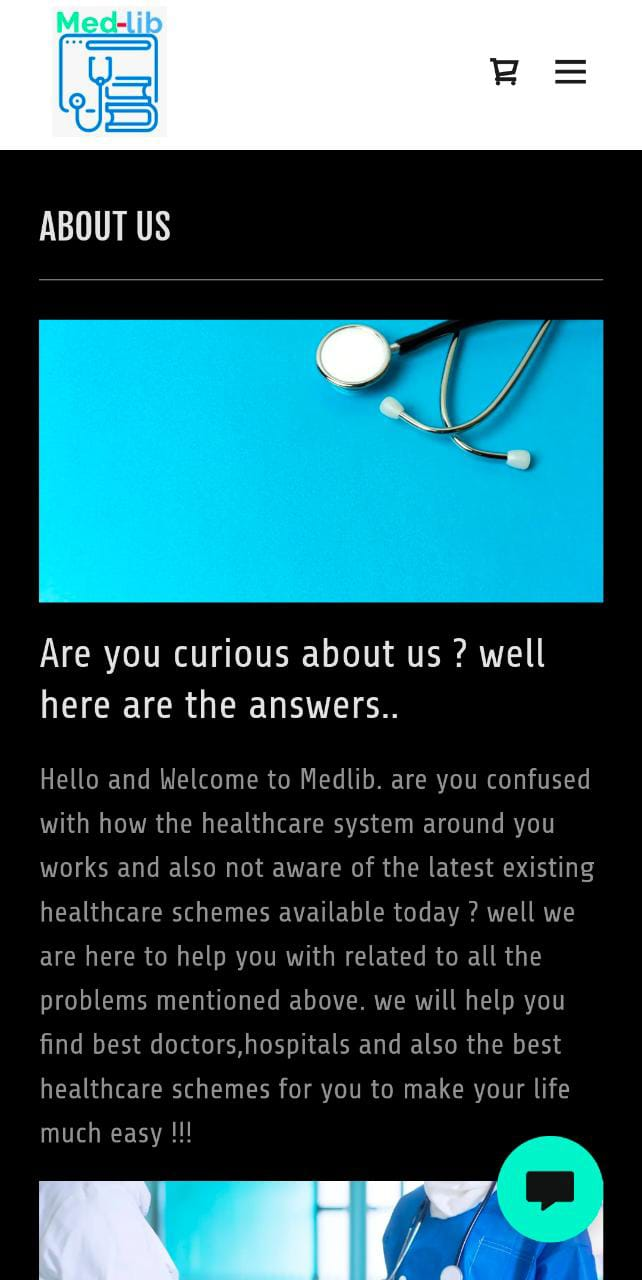 Med-lib
ABOUT US
Are you curious about us ? well
here are the answers..
Hello and Welcome to Medlib. are you confused
with how the healthcare system around you
works and also not aware of the latest existing
healthcare schemes available today ? well we
are here to help you with related to all the
problems mentioned above. we will help you
find best doctors,hospitals and also the best
healthcare schemes for you to make your life
much easy !!!